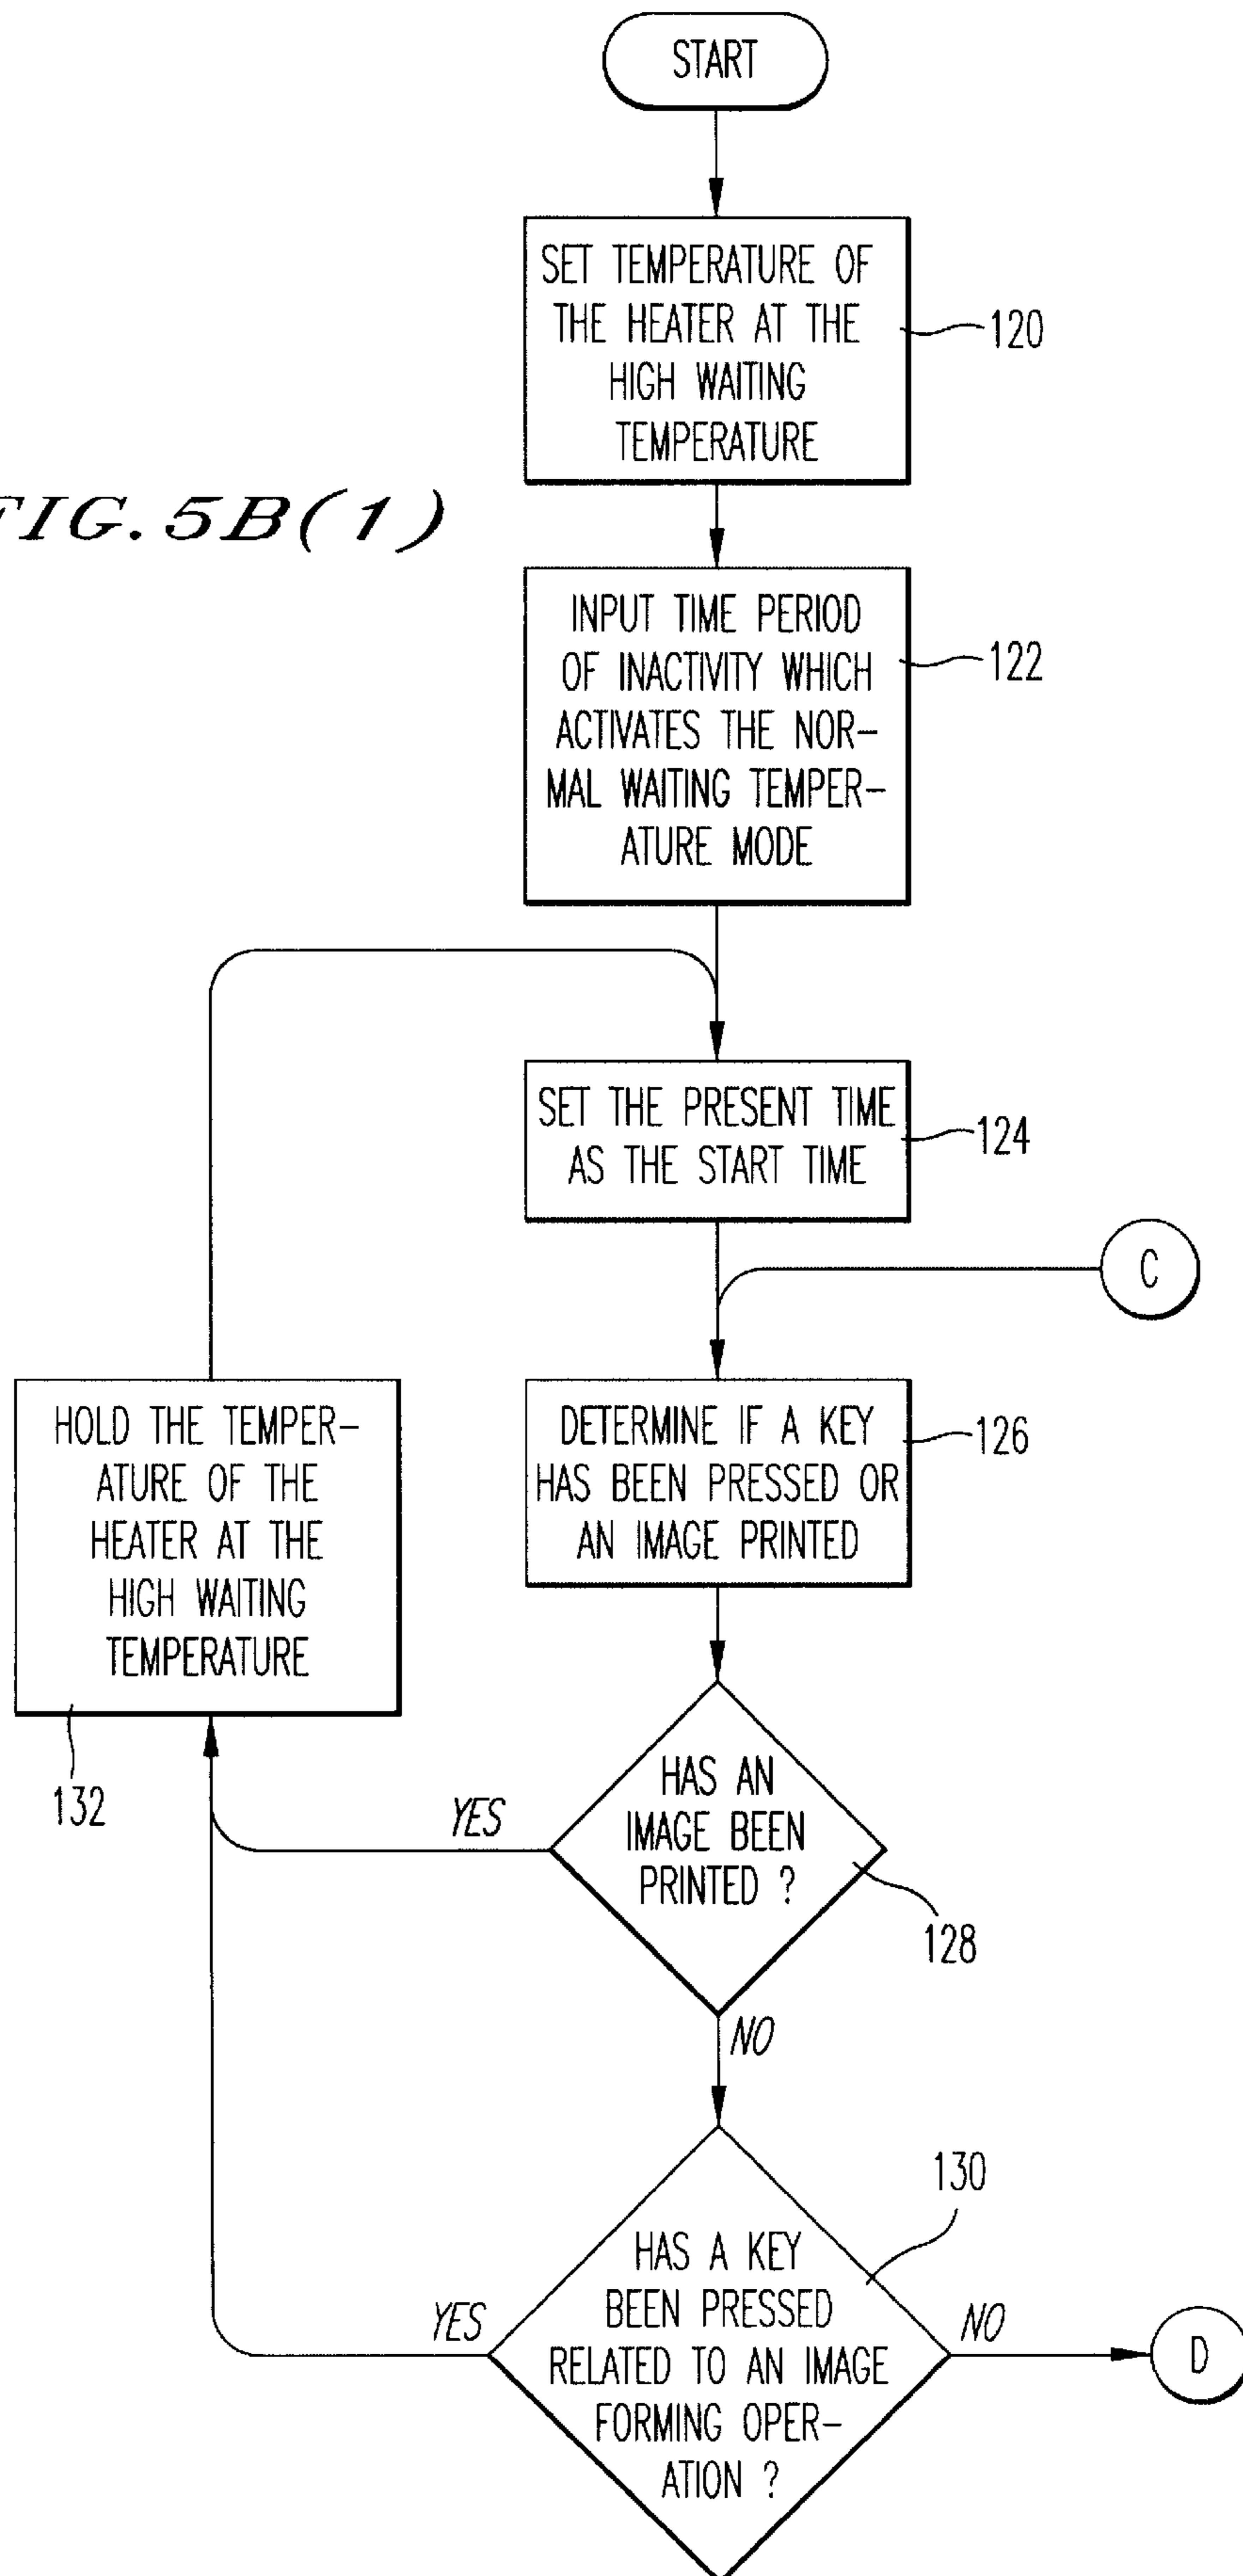 START
SET TEMPERATURE OF
THE HEATER AT THE
HIGH WAITING
TEMPERATURE
120
FIG. 5B(1)
INPUT TIME PERIOD
OF INACTIVITY WHICH
ACTIVATES THE NOR-
MAL WAITING TEMPER-
ATURE MODE
122
SET THE PRESENT TIME
AS THE START TIME
124
C
HOLD THE TEMPER-
ATURE OF THE
HEATER AT THE
HIGH WAITING
TEMPERATURE
132
DETERMINE IF A KEY
HAS BEEN PRESSED OR
AN IMAGE PRINTED
126
YES
HAS AN
IMAGE BEEN
PRINTED ?
128
NO
130
YES
HAS A KEY
BEEN PRESSED
RELATED TO AN IMAGE
FORMING OPER-
ATION ?
NO
D